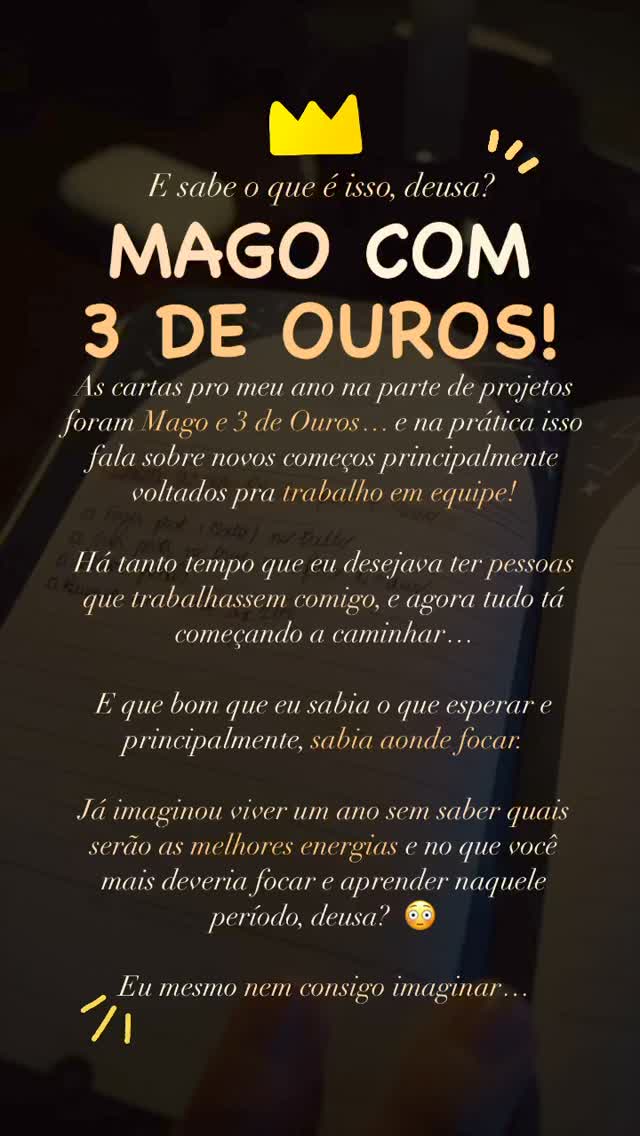 E sabe o que é isso, deusa?
MAGO COM
3 DE OUROS!
As cartas pro meu ano na parte de projetos
foram Mago e 3 de Ouros... e na prática isso
fala sobre novos começos principalmente
voltados pra trabalho em equipe!
Há tanto tempo que eu desejava ter pessoas
que trabalhassem comigo, e agora tudo tá
começando a caminhar...
E que bom que eu sabia o que esperar e
principalmente, sabia aonde focar.
Já imaginou viver um ano sem saber quais
serão as melhores energias e no que você
mais deveria focar e aprender naquele
período, deusa? 😳
Eu mesmo nem consigo imaginar...